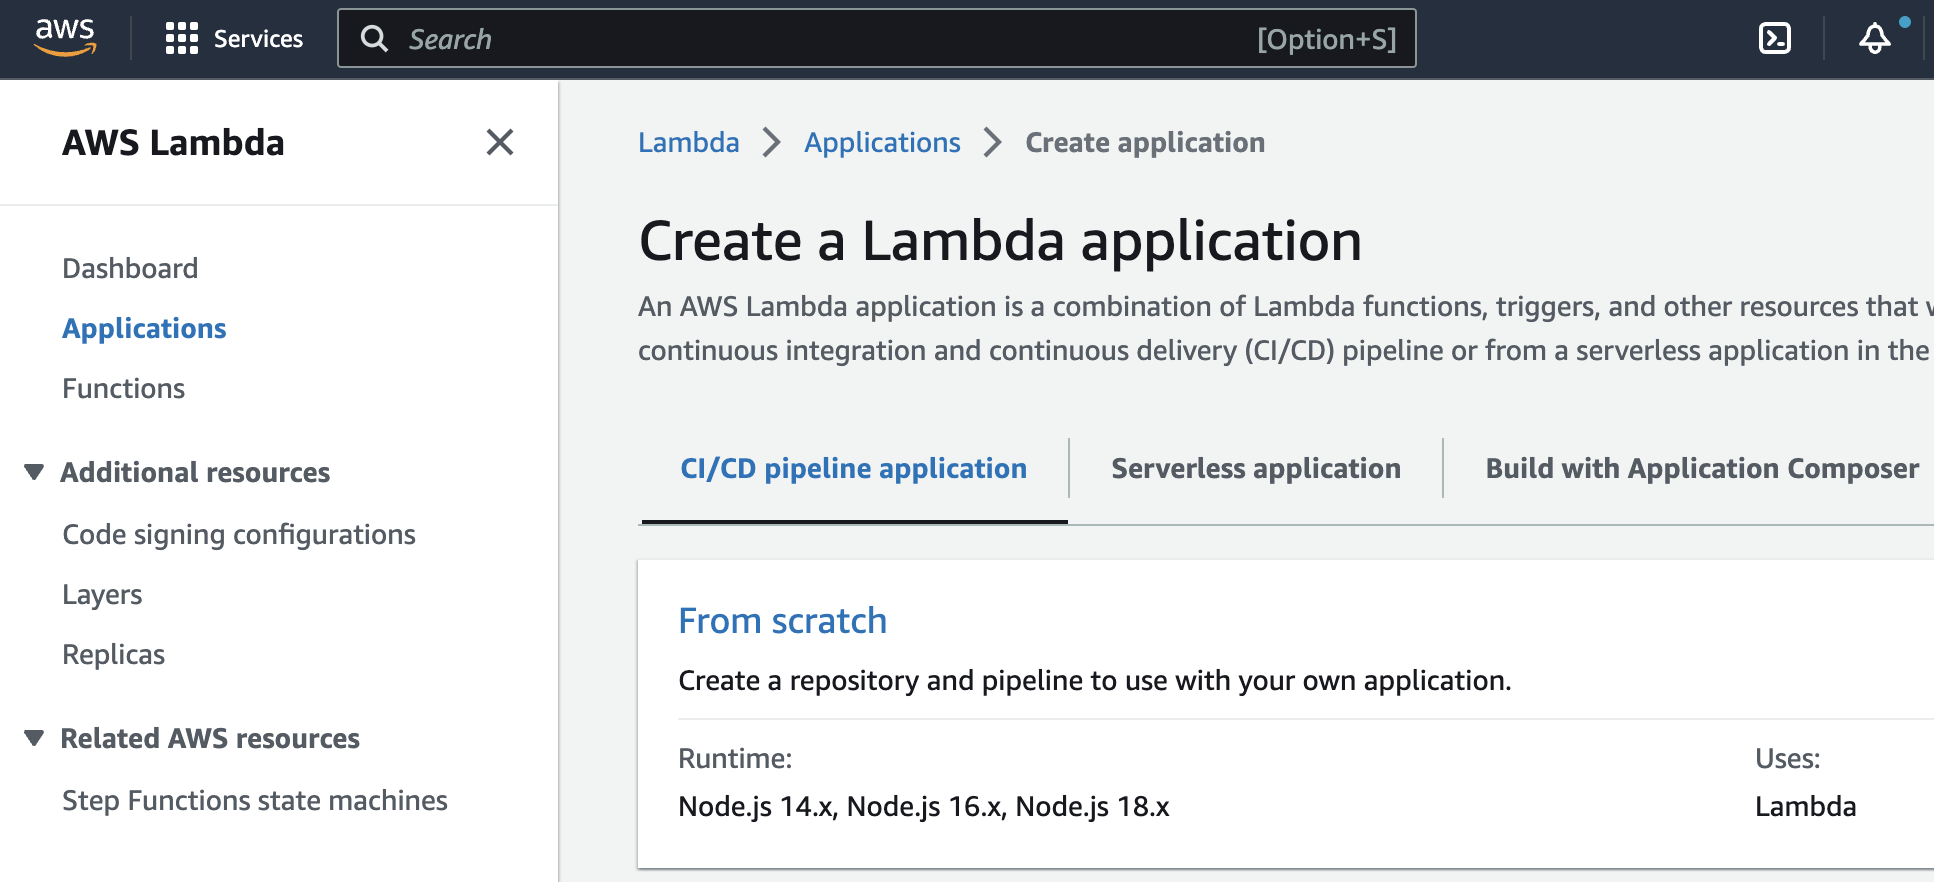 aws
Services
Search
[Option+S]
AWS Lambda
Dashboard
Applications
Functions
Additional resources
Code signing configurations
Layers
Replicas
Related AWS resources
Step Functions state machines
Lambda > Applications > Create application
Create a Lambda application
An AWS Lambda application is a combination of Lambda functions, triggers, and other resources that
continuous integration and continuous delivery (CI/CD) pipeline or from a serverless application in the
CI/CD pipeline application
Serverless application
Build with Application Composer
From scratch
Create a repository and pipeline to use with your own application.
Runtime:
Node.js 14.x, Node.js 16.x, Node.js 18.x
Uses:
Lambda